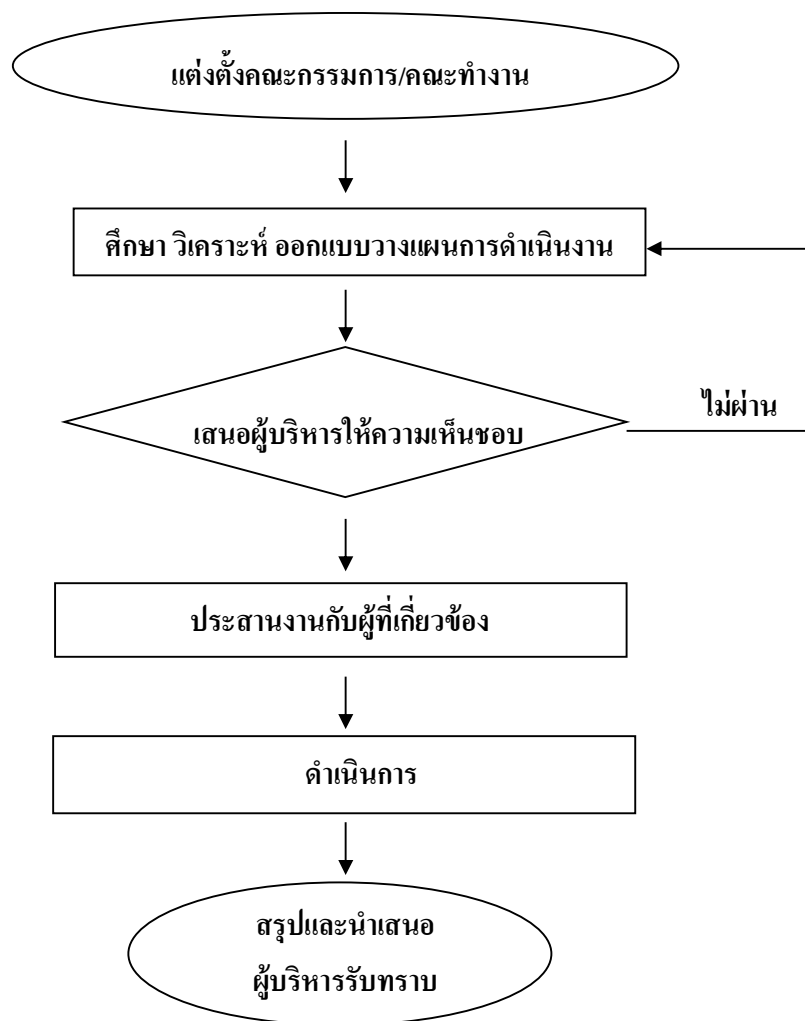 แต่งตั้งคณะกรรมการ/คณะทำงาน
ศึกษา วิเคราะห์ ออกแบบวางแผนการดำเนินงาน
ไม่ผ่าน
เสนอผู้บริหารให้ความเห็นชอบ
ประสานงานกับผู้ที่เกี่ยวข้อง
ดำเนินการ
สรุปและนำเสนอ
ผู้บริหารรับทราบ